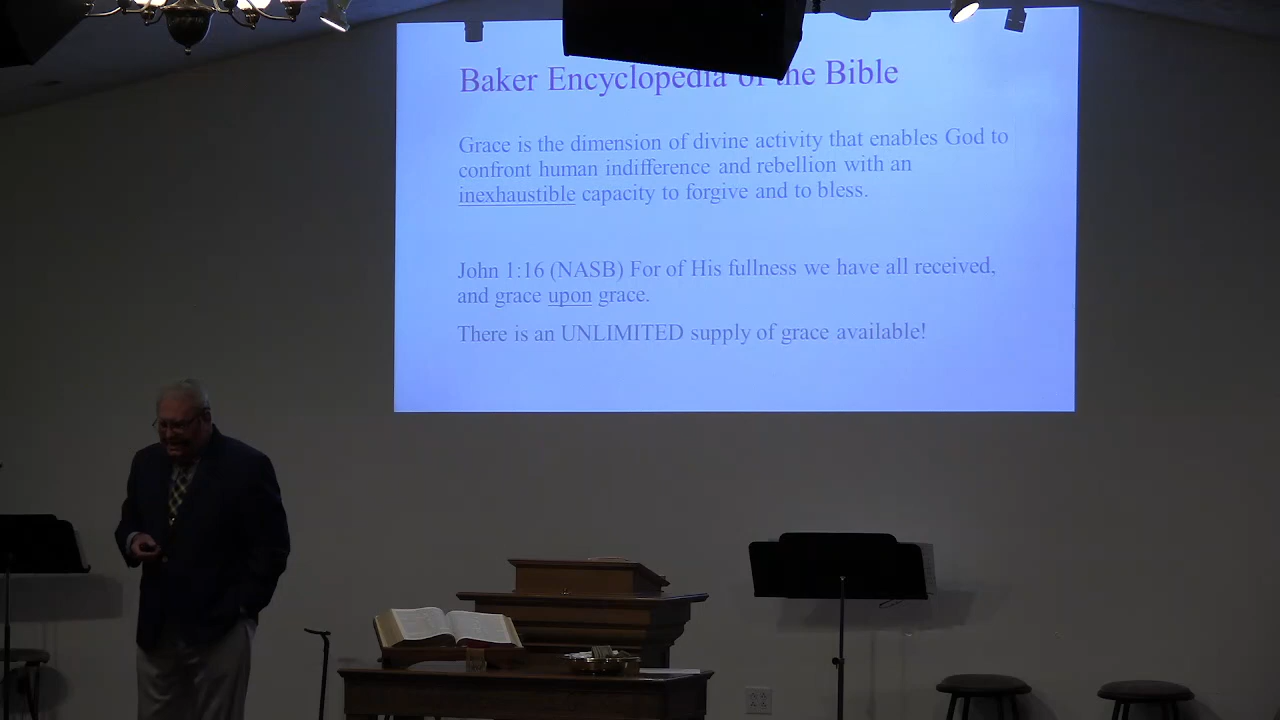 Baker Encyclopedia of the Bible
Grace is the dimension of divine activity that enables God to
confront human indifference and rebellion with an
inexhaustible capacity to forgive and to bless.
John 1:16 (NASB) For of His fullness we have all received,
and grace upon grace.
There is an UNLIMITED supply of grace available!